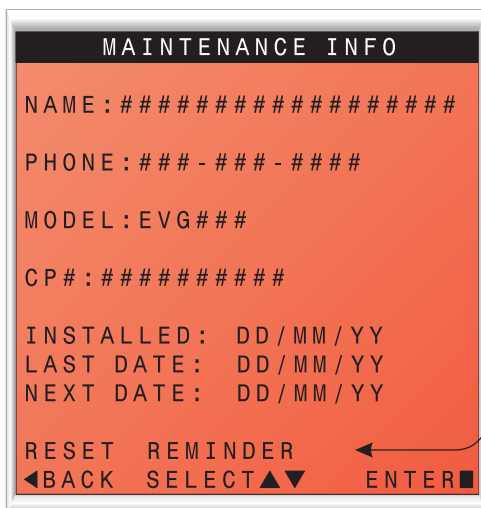 MAINTENANCE INFO
NAME:##################
PHONE:###-###-####
MODEL:EVG###
CP#:##########
INSTALLED: DD/MM/YY
LAST DATE: DD/MM/YY
NEXT DATE: DD/MM/YY
RESET REMINDER
◀BACK SELECT▲▼ ENTER■